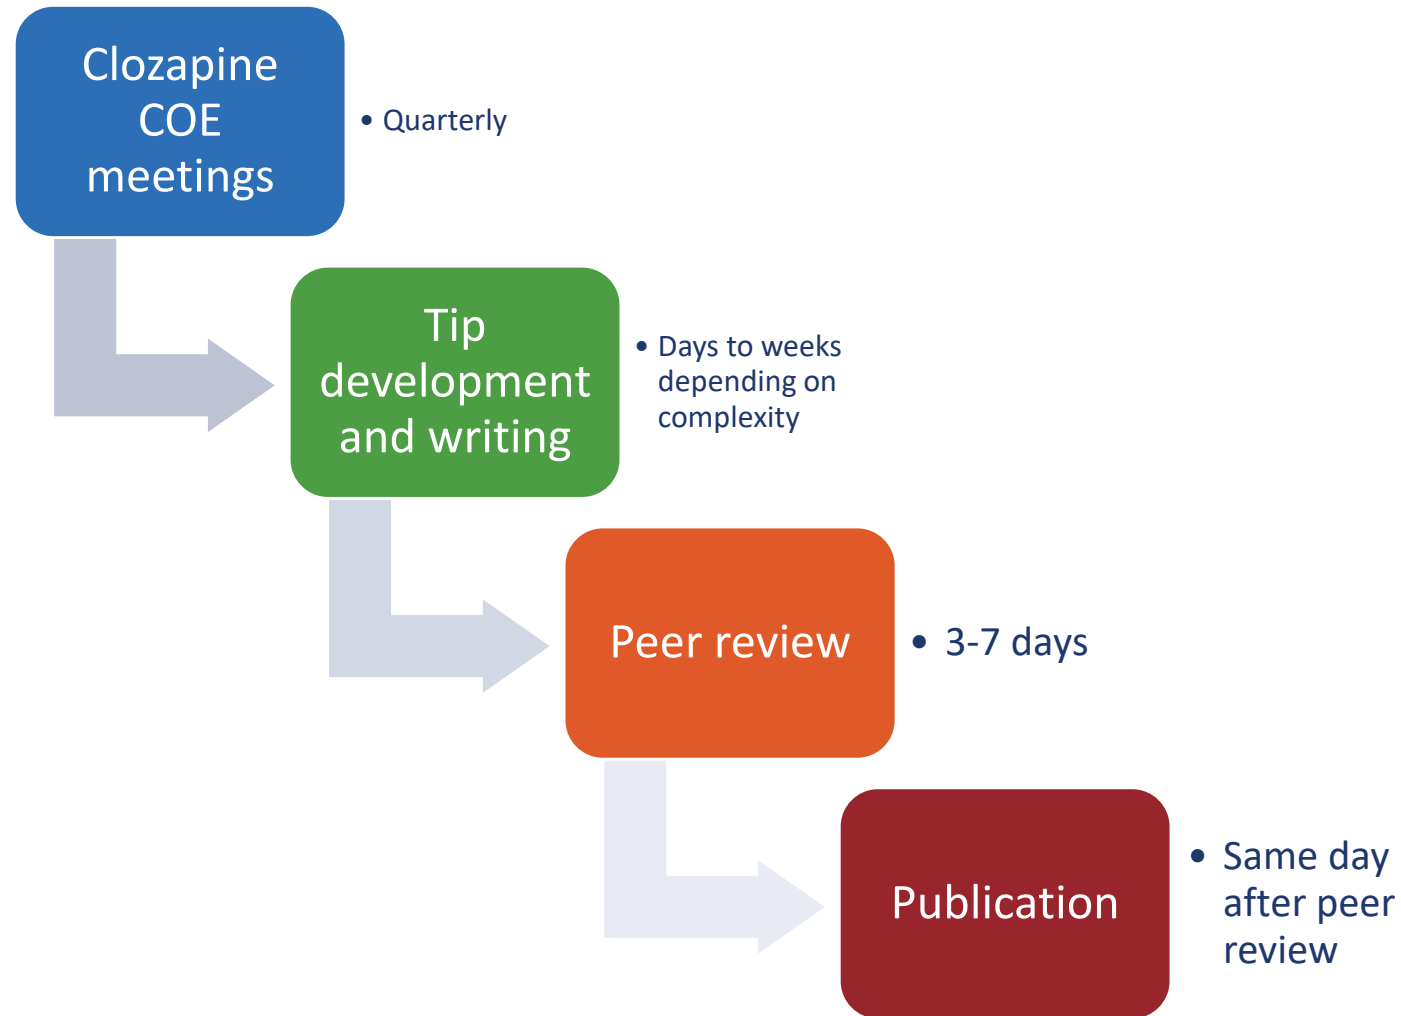 Clozapine
COE
meetings
• Quarterly
Tip
development
and writing
• Days to weeks
depending on
complexity
Peer review
• 3-7 days
Publication
• Same day
after peer
review